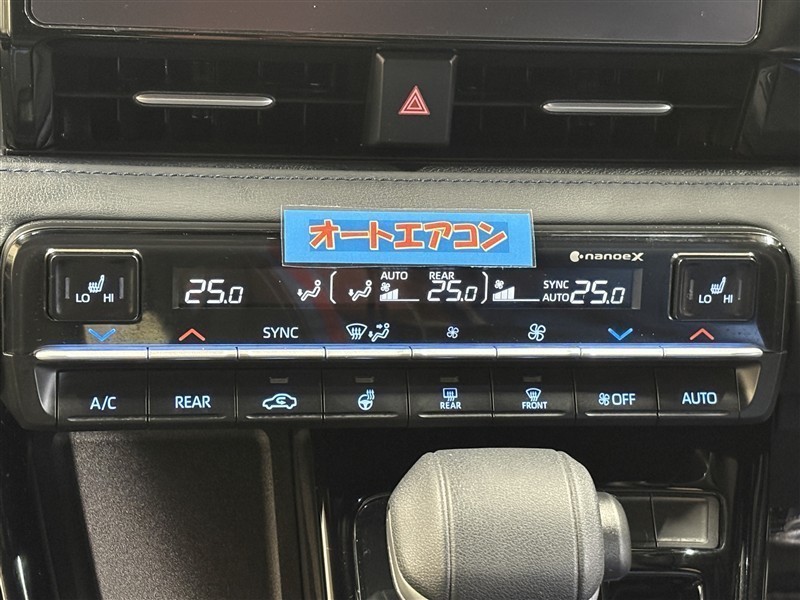 オートエアコン
nanoeX
LO HI
25.0
AUTO
REAR
25.0
SYNC
AUTO 25.0
LO HI
SYNC
A/C
REAR
REAR
FRONT
OFF
AUTO